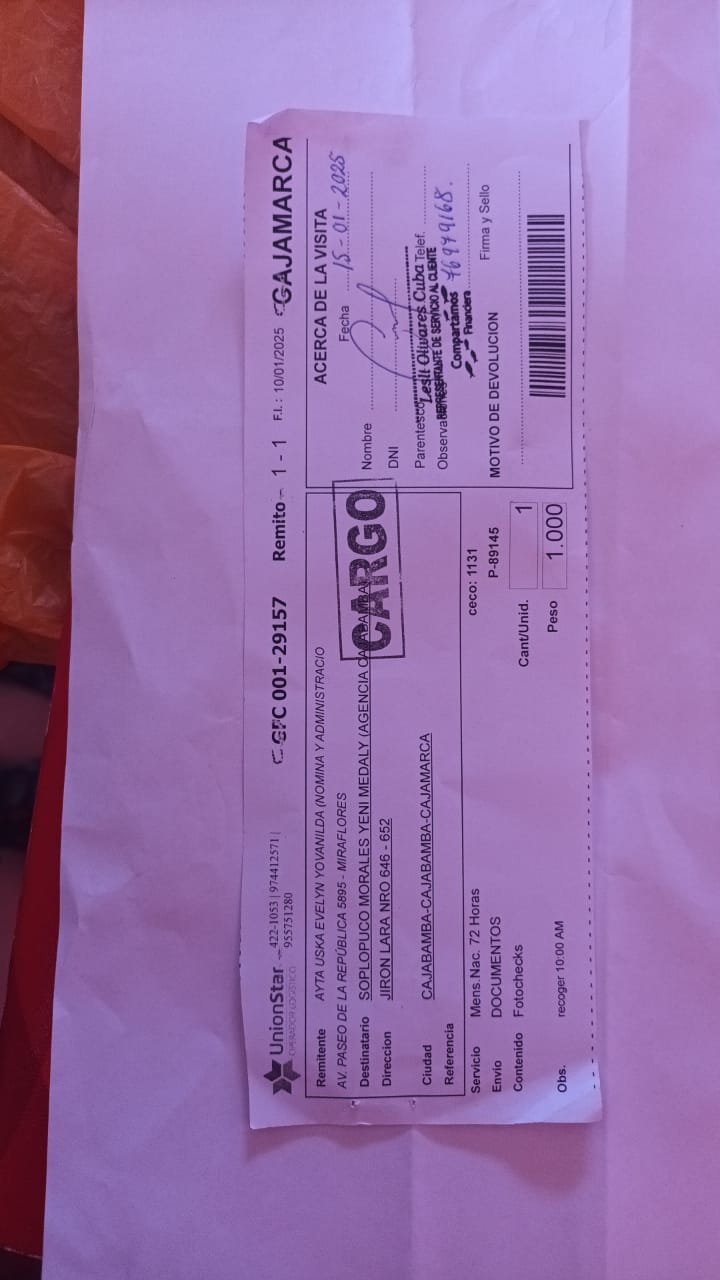 UnionStar
OPERADOR LOGISTICO
422-1053 | 974412571 |
955751280
GFC 001-29157
Remito
1 - 1
F.I.: 10/01/2025
CAJAMARCA
Remitente AYTA USKA EVELYN YOVANILDA (NOMINA Y ADMINISTRACIO
AV. PASEO DE LA REPÚBLICA 5895 - MIRAFLORES
Destinatario SOPLOPUCO MORALES YENI MEDALY (AGENCIA CAJABAMBA)
Direccion JIRON LARA NRO 646 - 652
Ciudad CAJABAMBA-CAJABAMBA-CAJAMARCA
Referencia
CARGO
Servicio Mens.Nac. 72 Horas ceco: 1131
Envio DOCUMENTOS P-89145
Contenido Fotochecks
Cant/Unid. 1
Peso 1.000
Obs. recoger 10:00 AM
ACERCA DE LA VISITA
Fecha 15-01-2025
Nombre
DNI
Parentesco Telef.
Lesli Olivares Cuba
REPRESENTANTE DE SERVICIO AL CLIENTE
76979168.
Compartamos
Financiera
Firma y Sello
MOTIVO DE DEVOLUCION